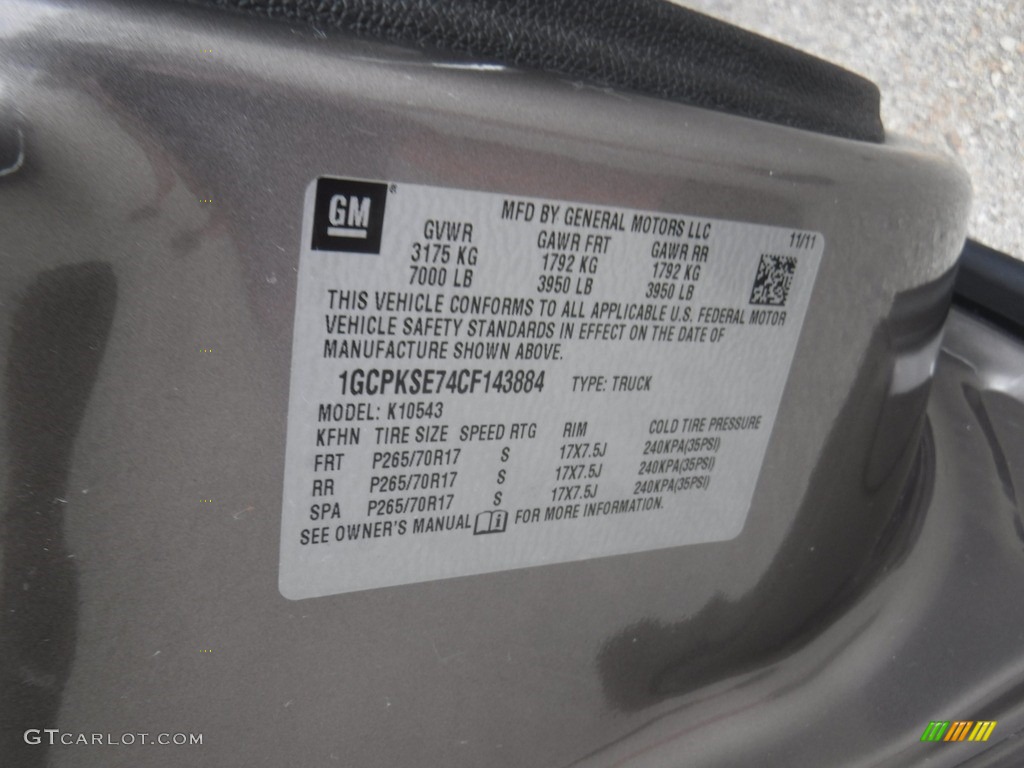 GM®
MFD BY GENERAL MOTORS LLC
11/11
GVWR GAWR FRT GAWR RR
3175 KG 1792 KG 1792 KG
7000 LB 3950 LB 3950 LB
THIS VEHICLE CONFORMS TO ALL APPLICABLE U.S. FEDERAL MOTOR
VEHICLE SAFETY STANDARDS IN EFFECT ON THE DATE OF
MANUFACTURE SHOWN ABOVE.
1GCPKSE74CF143884 TYPE: TRUCK
MODEL: K10543
KFHN TIRE SIZE SPEED RTG RIM COLD TIRE PRESSURE
FRT P265/70R17 S 17X7.5J 240KPA(35PSI)
RR P265/70R17 S 17X7.5J 240KPA(35PSI)
SPA P265/70R17 S 17X7.5J 240KPA(35PSI)
SEE OWNER'S MANUAL i FOR MORE INFORMATION.
GTCARLOT.COM